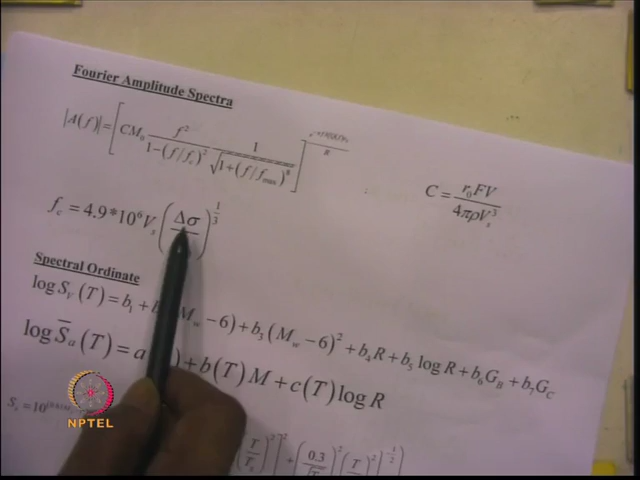 Fourier Amplitude Spectra
|A(f)| = [CM₀ f²/(1-(f/f_c)²) 1/√(1+(f/f_max)⁸)] R
C = r₀FV/(4πρV_s³)
f_c = 4.9*10⁶V_s(Δσ/)^(1/3)
Spectral Ordinate
log S_V(T) = b₁ + (M_w - 6) + b₃(M_w - 6)² + b₄R + b₅ log R + b₆G_B + b₇G_C
log S̅_a(T) = a ) + b(T)M + c(T) log R
NPTEL